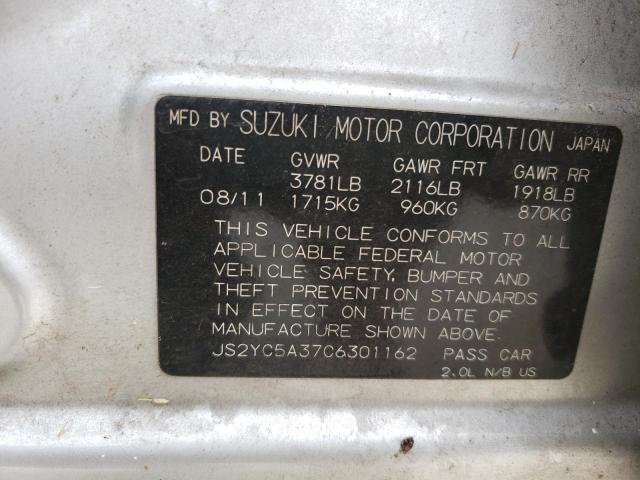 MFD BY SUZUKI MOTOR CORPORATION JAPAN
DATE GVWR GAWR FRT GAWR RR
3781LB 2116LB 1918LB
08/11 1715KG 960KG 870KG
THIS VEHICLE CONFORMS TO ALL
APPLICABLE FEDERAL MOTOR
VEHICLE SAFETY, BUMPER AND
THEFT PREVENTION STANDARDS
IN EFFECT ON THE DATE OF
MANUFACTURE SHOWN ABOVE.
JS2YC5A37C6301162 PASS CAR
2.0L N/B US